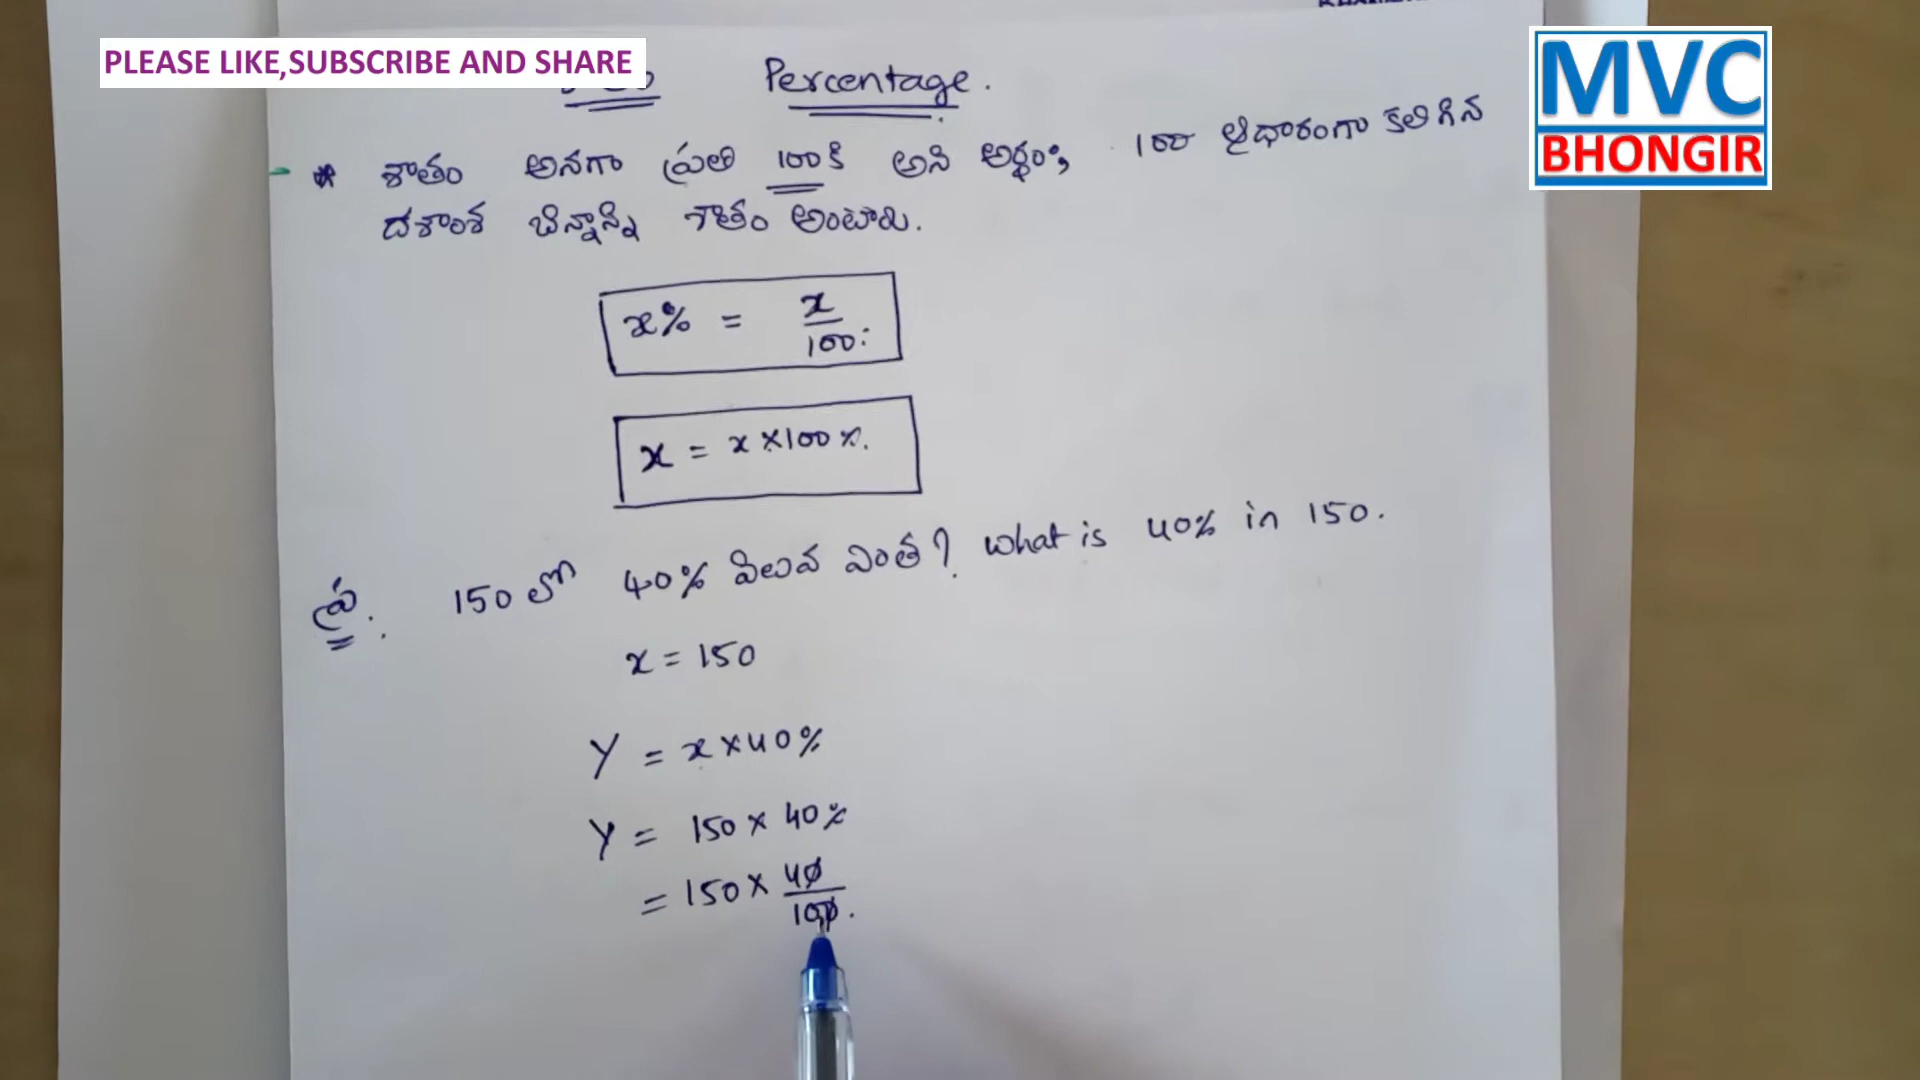 PLEASE LIKE,SUBSCRIBE AND SHARE
Percentage.
MVC
BHONGIR
* శాతం అనగా ప్రతి 100కి అని అర్థం; 100 ఆధారంగా కలిగిన
దశాంశ భిన్నాన్ని శాతం అంటారు.
x% = x/100.
x = x×100%.
ప్ర. 150లో 40% విలువ ఎంత? what is 40% in 150.
x = 150
Y = x×40%
Y = 150×40%
= 150× 40/100.